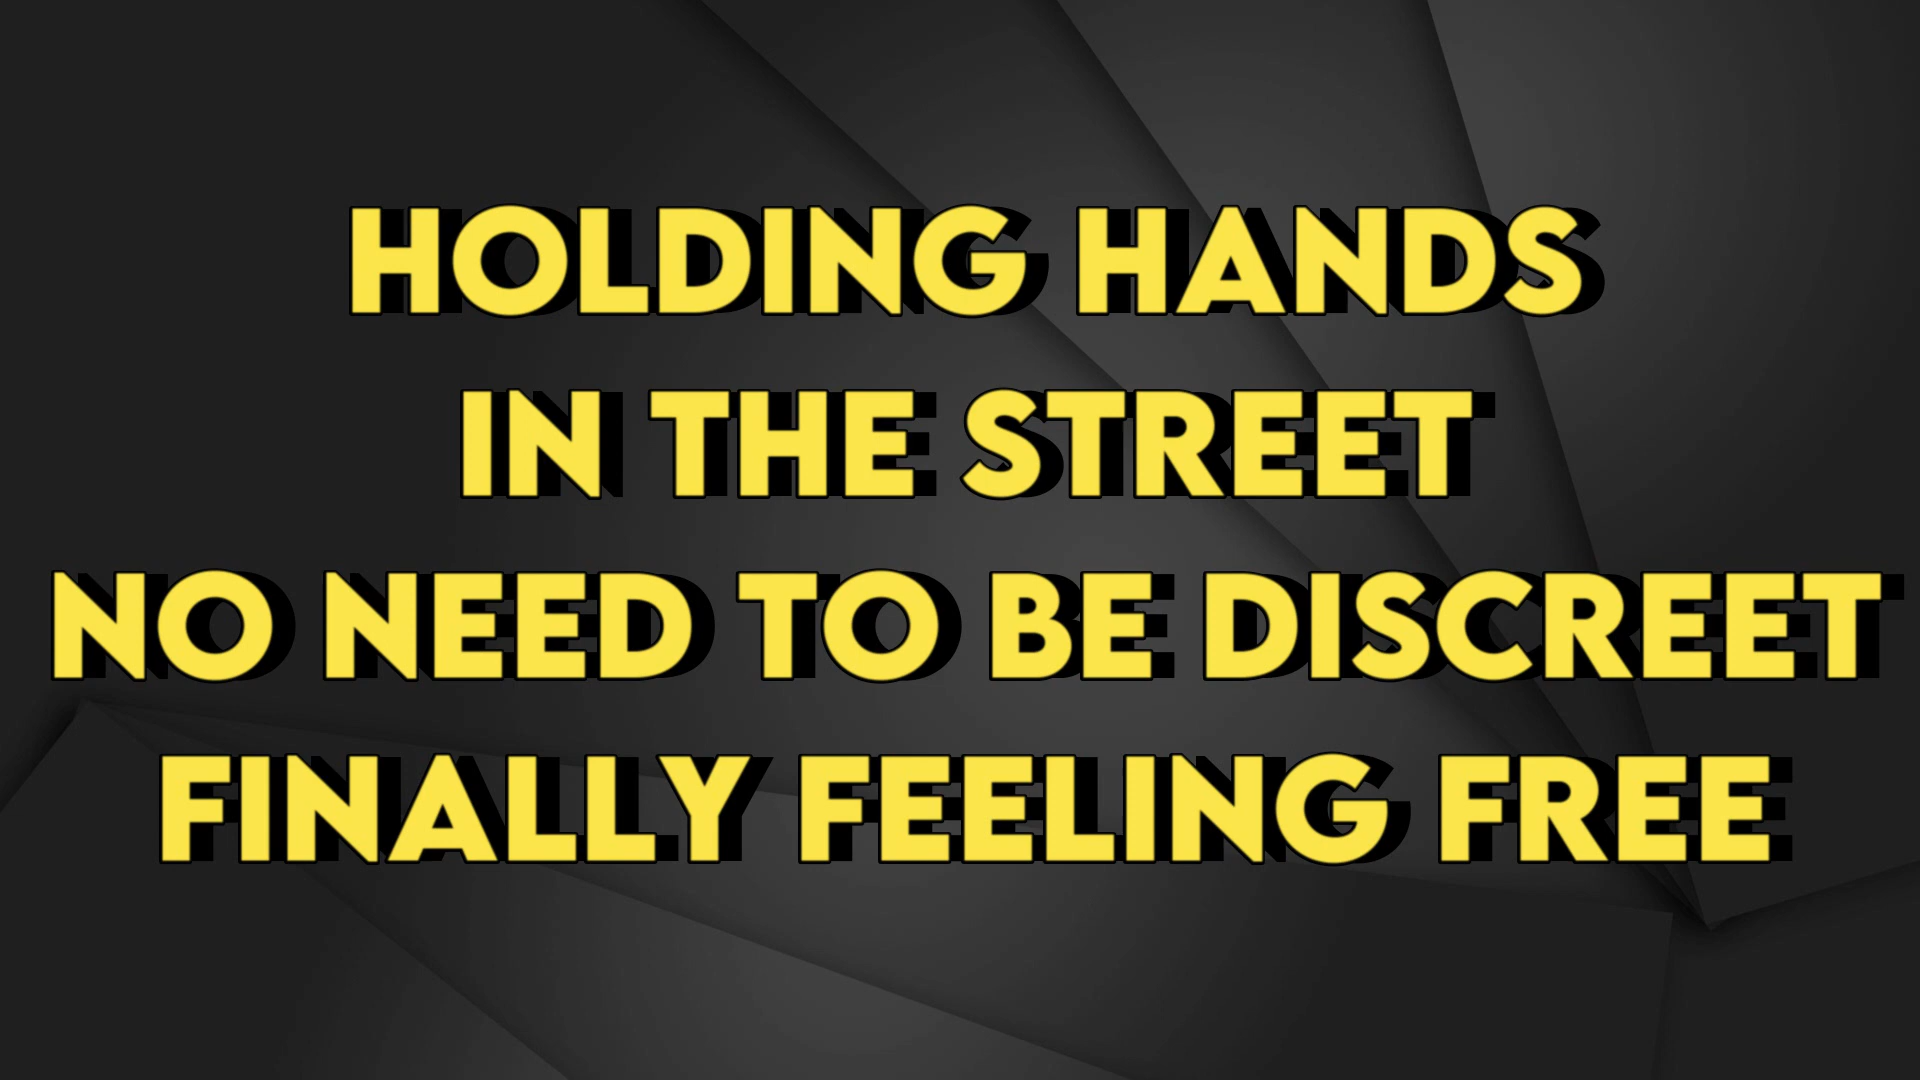 HOLDING HANDS
IN THE STREET
NO NEED TO BE DISCREET
FINALLY FEELING FREE